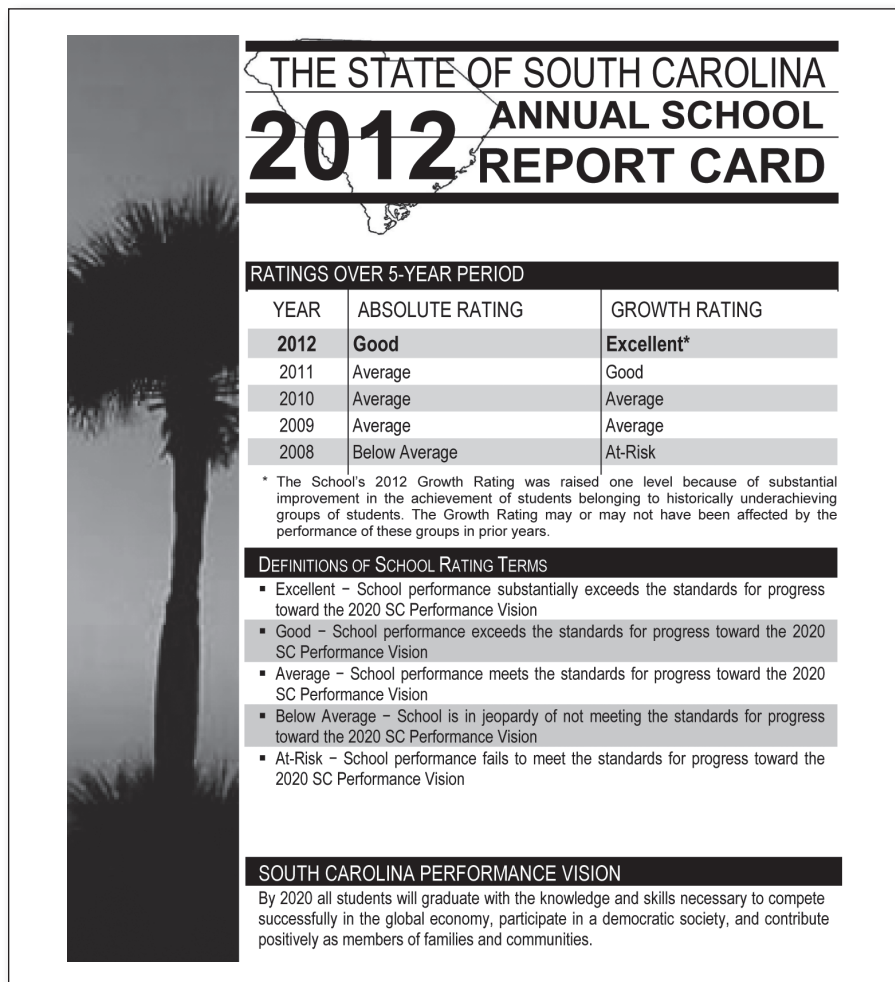 THE STATE OF SOUTH CAROLINA
2012 ANNUAL SCHOOL
REPORT CARD
RATINGS OVER 5-YEAR PERIOD
YEAR ABSOLUTE RATING GROWTH RATING
2012 Good Excellent*
2011 Average Good
2010 Average Average
2009 Average Average
2008 Below Average At-Risk
* The School's 2012 Growth Rating was raised one level because of substantial
improvement in the achievement of students belonging to historically underachieving
groups of students. The Growth Rating may or may not have been affected by the
performance of these groups in prior years.
DEFINITIONS OF SCHOOL RATING TERMS
▪ Excellent – School performance substantially exceeds the standards for progress
toward the 2020 SC Performance Vision
▪ Good – School performance exceeds the standards for progress toward the 2020
SC Performance Vision
▪ Average – School performance meets the standards for progress toward the 2020
SC Performance Vision
▪ Below Average – School is in jeopardy of not meeting the standards for progress
toward the 2020 SC Performance Vision
▪ At-Risk – School performance fails to meet the standards for progress toward the
2020 SC Performance Vision
SOUTH CAROLINA PERFORMANCE VISION
By 2020 all students will graduate with the knowledge and skills necessary to compete
successfully in the global economy, participate in a democratic society, and contribute
positively as members of families and communities.